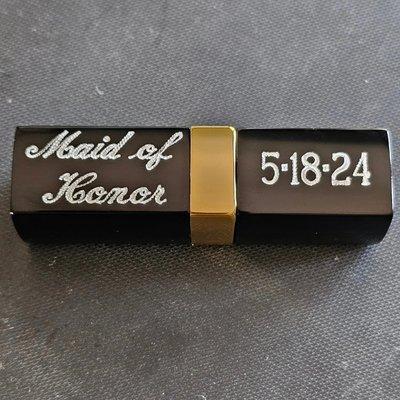 Maid of
Honor
5-18-24